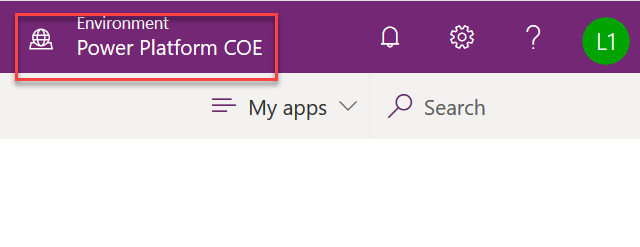 Environment
Power Platform COE
?
L1
My apps
Search